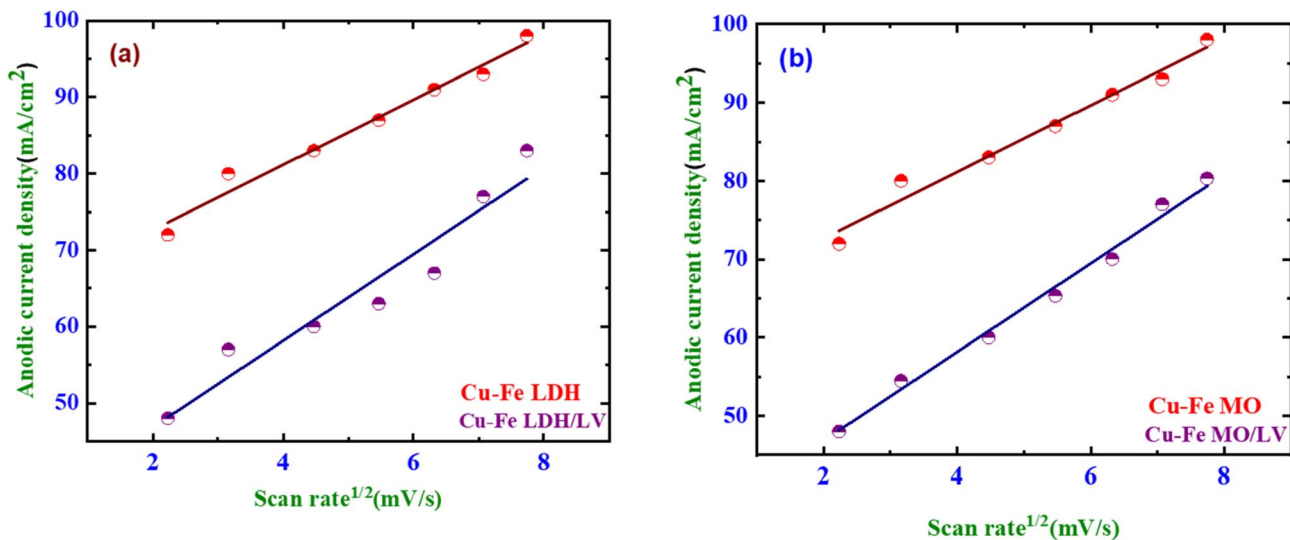 (a)
Anodic current density(mA/cm²)
100
90
80
70
60
50
2
4
6
8
Scan rate¹/²(mV/s)
Cu-Fe LDH
Cu-Fe LDH/LV
(b)
Anodic current density(mA/cm²)
100
90
80
70
60
50
2
4
6
8
Scan rate¹/²(mV/s)
Cu-Fe MO
Cu-Fe MO/LV